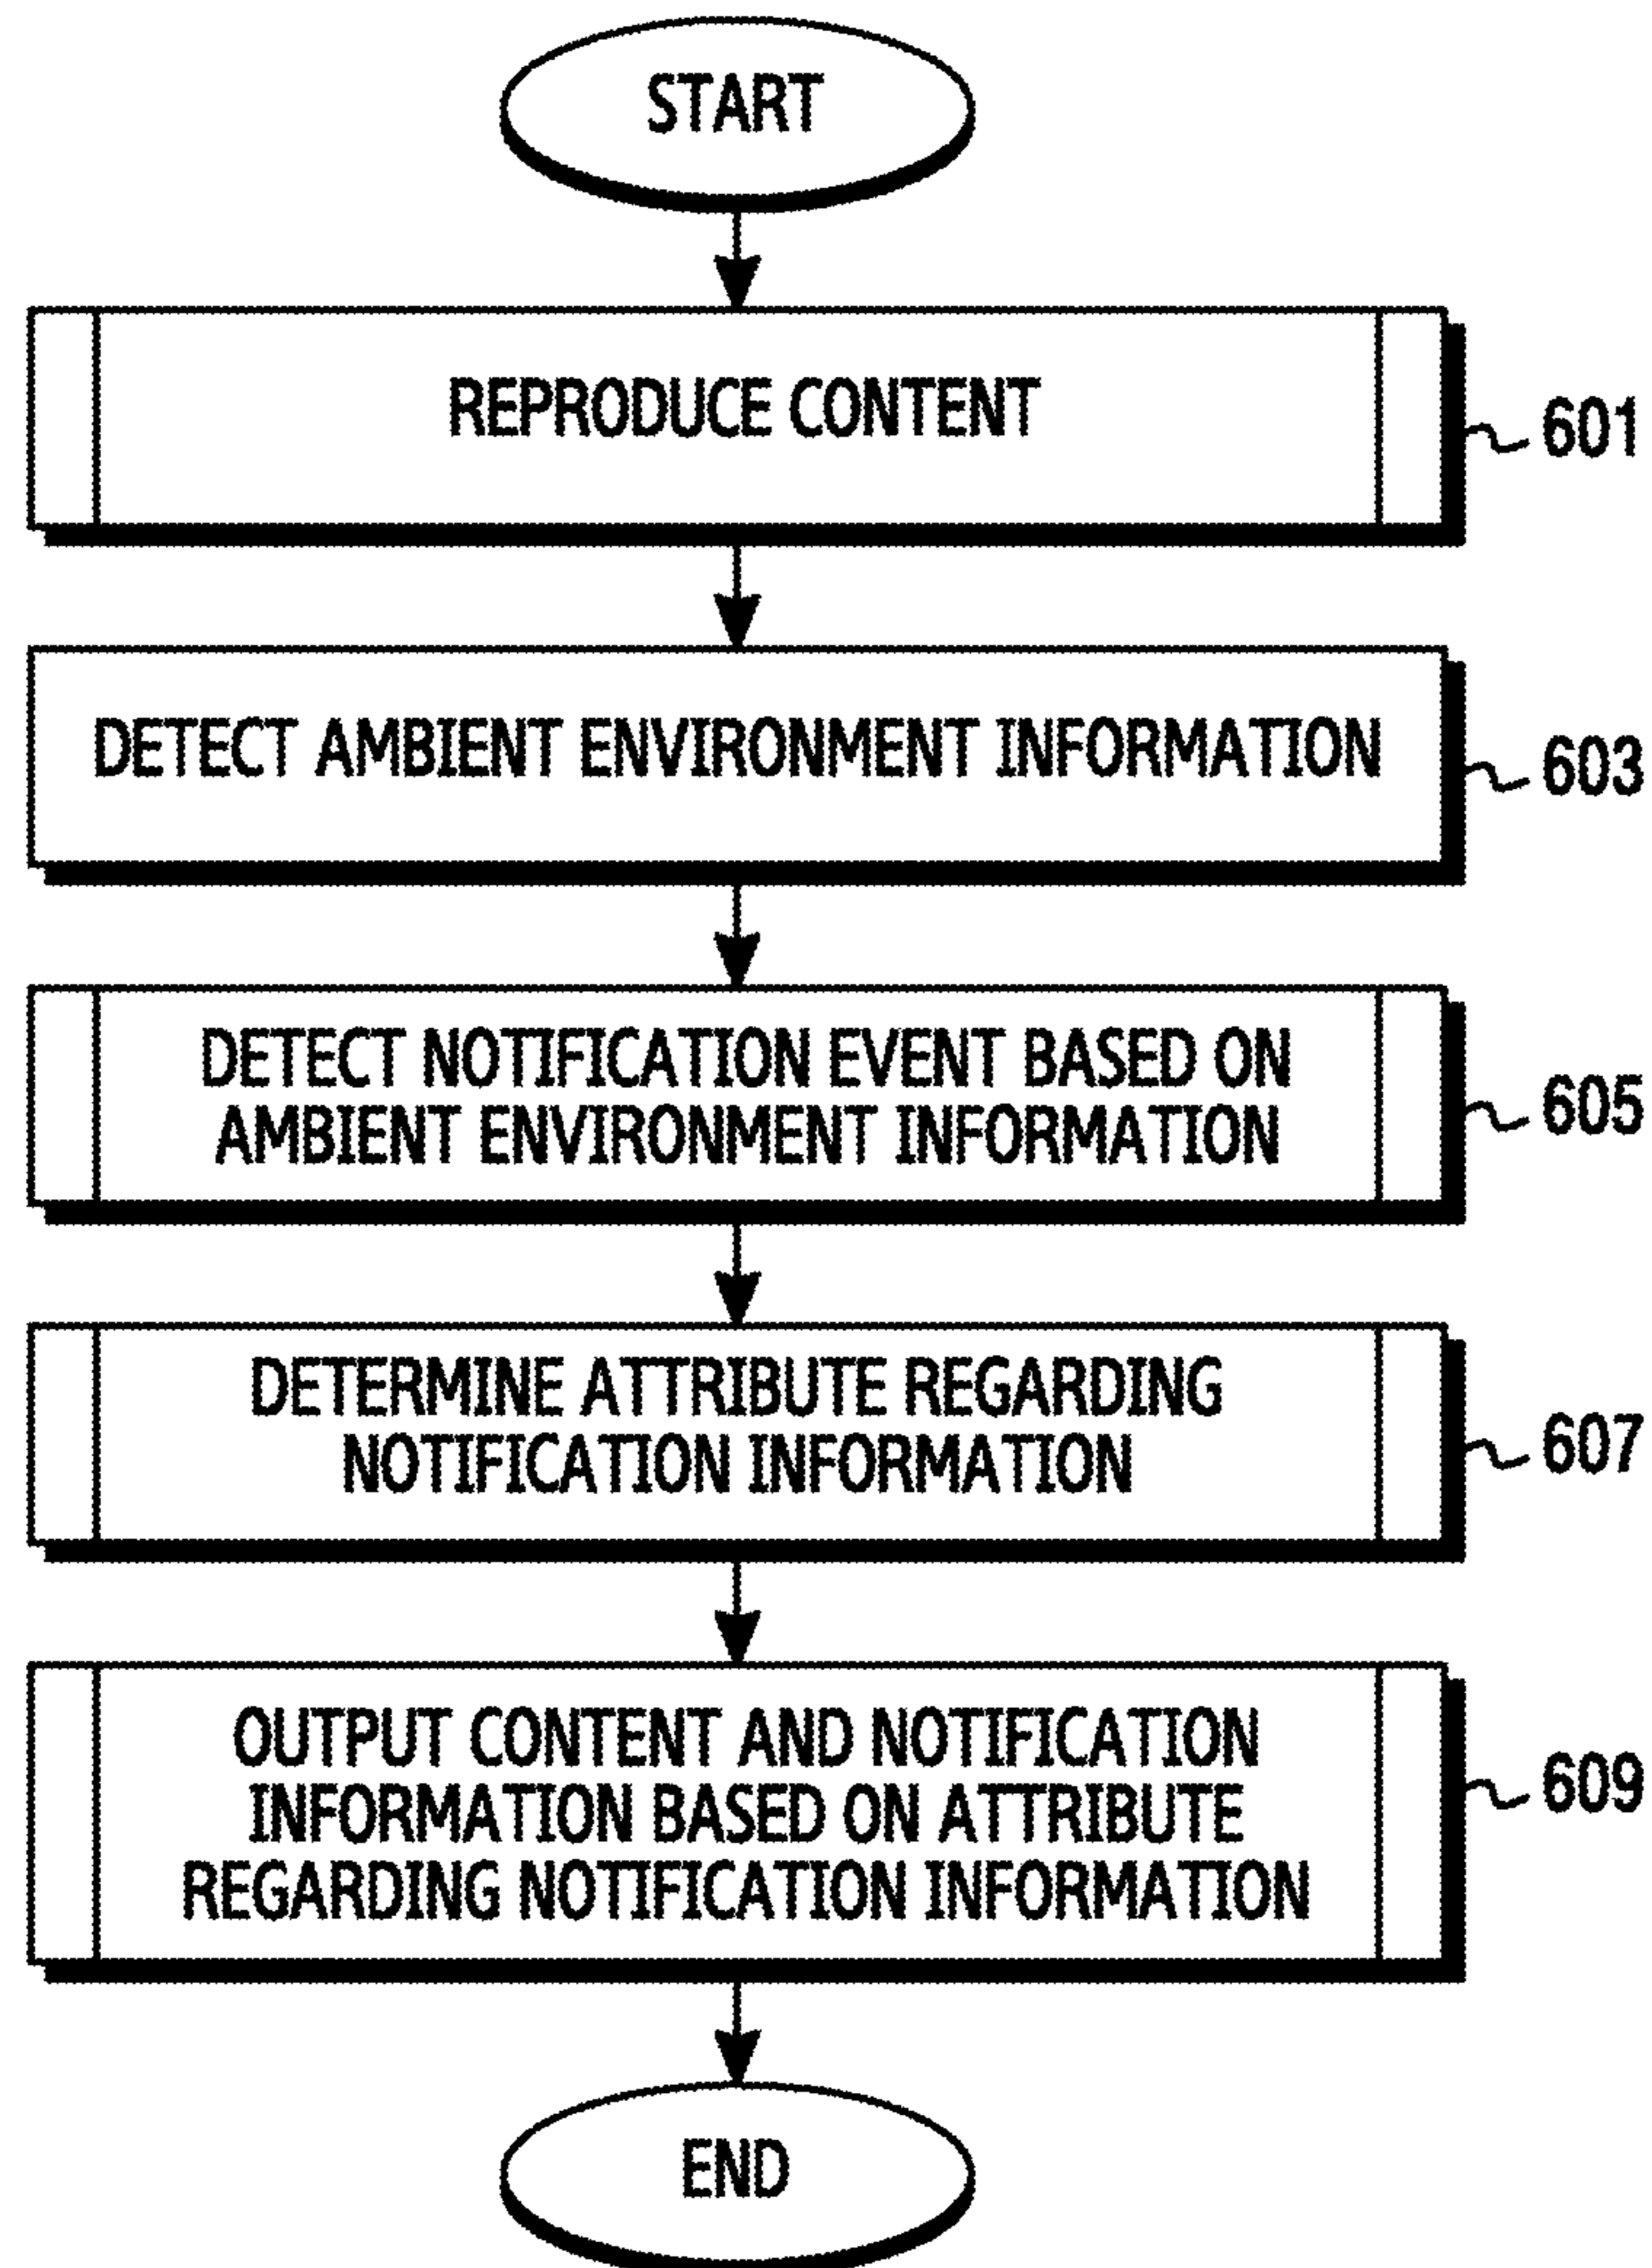 START
REPRODUCE CONTENT
601
DETECT AMBIENT ENVIRONMENT INFORMATION
603
DETECT NOTIFICATION EVENT BASED ON
AMBIENT ENVIRONMENT INFORMATION
605
DETERMINE ATTRIBUTE REGARDING
NOTIFICATION INFORMATION
607
OUTPUT CONTENT AND NOTIFICATION
INFORMATION BASED ON ATTRIBUTE
REGARDING NOTIFICATION INFORMATION
609
END